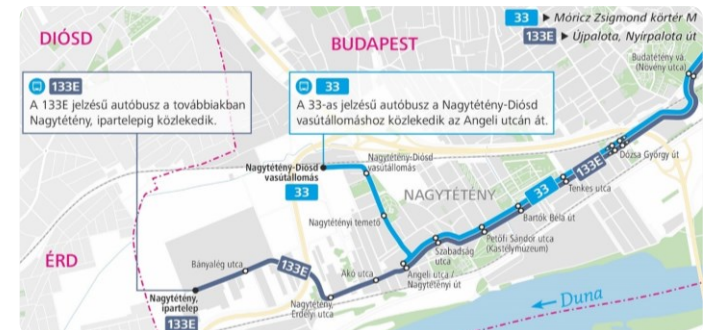 33 ▶ Móricz Zsigmond körtér M
133E ▶ Újpalota, Nyírpalota út
DIÓSD
BUDAPEST
Budatétény va.
(Növény utca)
133E
A 133E jelzésű autóbusz a továbbiakban
Nagytétény, ipartelepig közlekedik.
33
A 33-as jelzésű autóbusz a Nagytétény-Diósd
vasútállomáshoz közlekedik az Angeli utcán át.
Dózsa György út
133E
Tenkes utca
33
Bartók Béla út
Petőfi Sándor utca
(Kastélymúzeum)
Szabadság
utca
NAGYTÉTÉNY
Nagytétény-Diósd
vasútállomás
Nagytétény-Diósd
vasútállomás
33
Nagytétényi temető
Angeli utca /
Nagytétényi út
ÉRD
Bányalég utca
133E
Akó utca
Nagytétény,
Erdélyi utca
Nagytétény,
ipartelep
133E
Duna